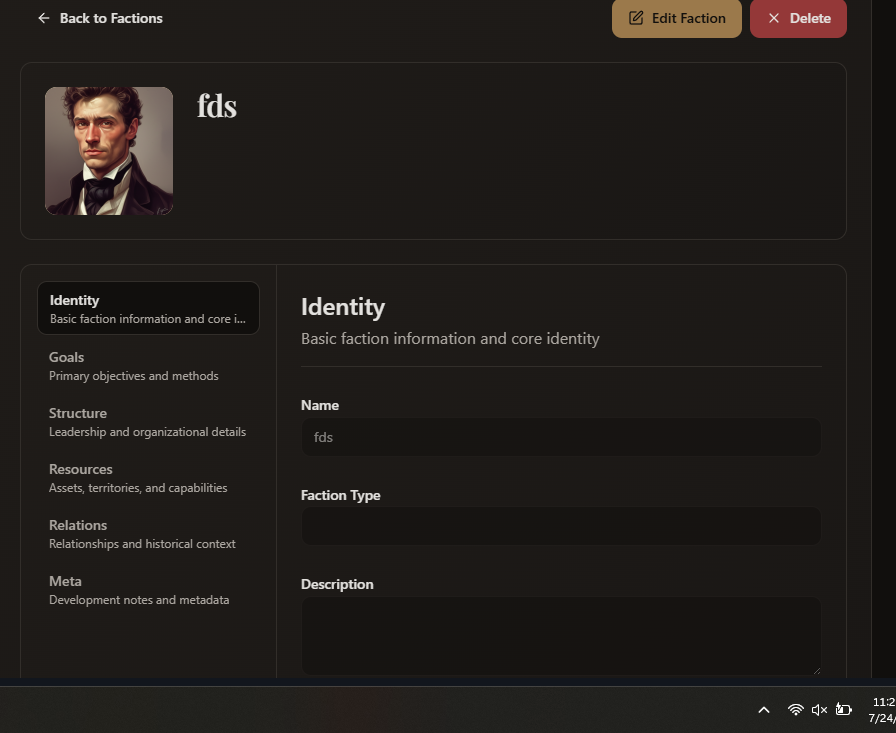 Back to Factions
Edit Faction
Delete
fds
Identity
Basic faction information and core i...
Goals
Primary objectives and methods
Structure
Leadership and organizational details
Resources
Assets, territories, and capabilities
Relations
Relationships and historical context
Meta
Development notes and metadata
Identity
Basic faction information and core identity
Name
fds
Faction Type
Description
11:2
7/24/